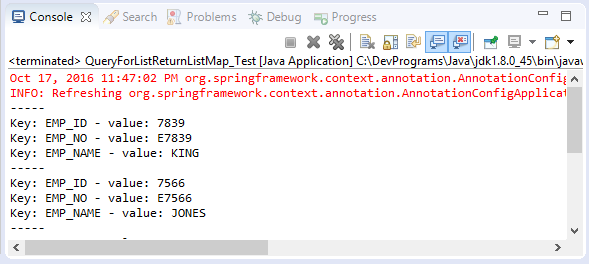 Console Search Problems Debug Progress
<terminated> QueryForListReturnListMap_Test [Java Application] C:\DevPrograms\Java\jdk1.8.0_45\bin\javaw
Oct 17, 2016 11:47:02 PM org.springframework.context.annotation.AnnotationConfig
INFO: Refreshing org.springframework.context.annotation.AnnotationConfigApplicat
-----
Key: EMP_ID - value: 7839
Key: EMP_NO - value: E7839
Key: EMP_NAME - value: KING
-----
Key: EMP_ID - value: 7566
Key: EMP_NO - value: E7566
Key: EMP_NAME - value: JONES
-----